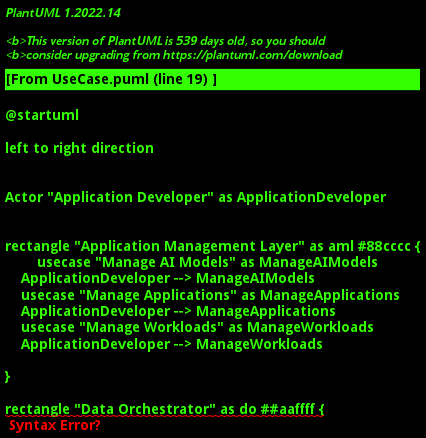 PlantUML 1.2022.14
<b>This version of PlantUML is 539 days old, so you should
<b>consider upgrading from https://plantuml.com/download
[From UseCase.puml (line 19) ]
@startuml
left to right direction
Actor "Application Developer" as ApplicationDeveloper
rectangle "Application Management Layer" as aml #88cccc {
usecase "Manage AI Models" as ManageAIModels
ApplicationDeveloper --> ManageAIModels
usecase "Manage Applications" as ManageApplications
ApplicationDeveloper --> ManageApplications
usecase "Manage Workloads" as ManageWorkloads
ApplicationDeveloper --> ManageWorkloads
}
rectangle "Data Orchestrator" as do ##aaffff {
Syntax Error?